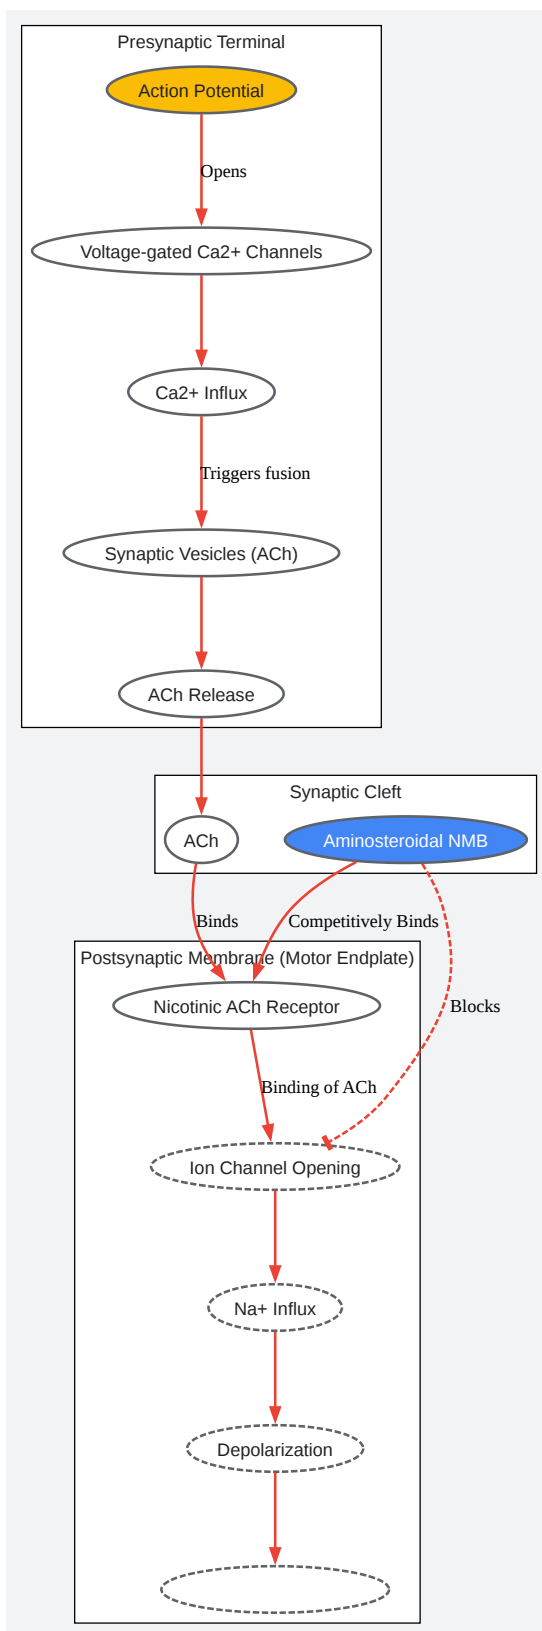 Presynaptic Terminal
Action Potential
Opens
Voltage-gated Ca2+ Channels
Ca2+ Influx
Triggers fusion
Synaptic Vesicles (ACh)
ACh Release
Synaptic Cleft
ACh
Aminosteroidal NMB
Binds
Competitively Binds
Postsynaptic Membrane (Motor Endplate)
Nicotinic ACh Receptor
Blocks
Binding of ACh
Ion Channel Opening
Na+ Influx
Depolarization